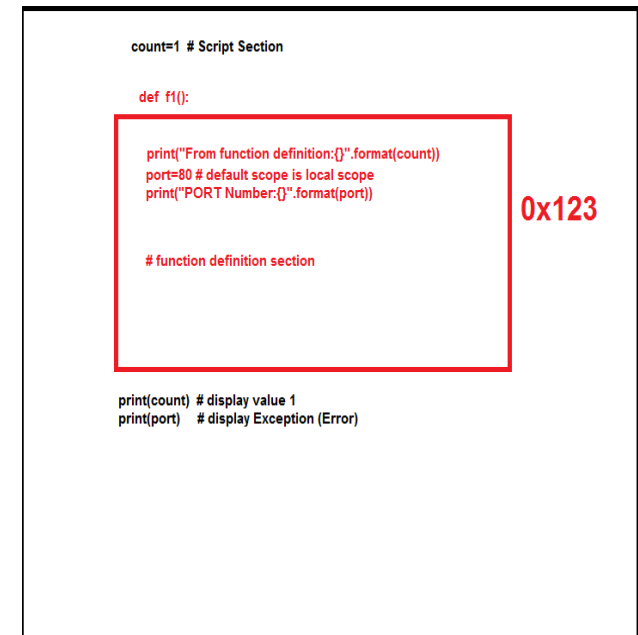 count=1 # Script Section
def f1():
print("From function definition:{}".format(count))
port=80 # default scope is local scope
print("PORT Number:{}".format(port))
0x123
# function definition section
print(count) # display value 1
print(port) # display Exception (Error)